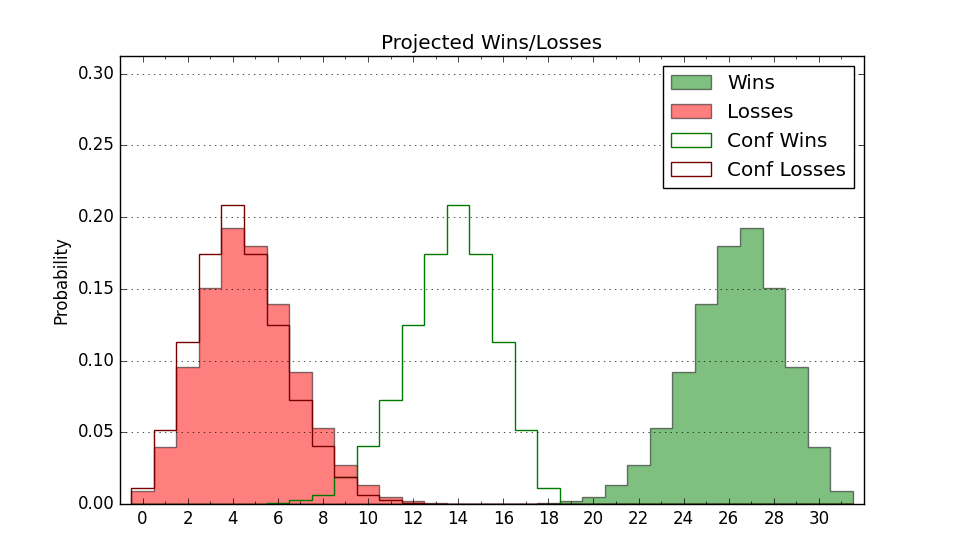 Projected Wins/Losses
0.30
0.25
0.20
0.15
0.10
0.05
0.00
Probability
Wins
Losses
Conf Wins
Conf Losses
0 2 4 6 8 10 12 14 16 18 20 22 24 26 28 30